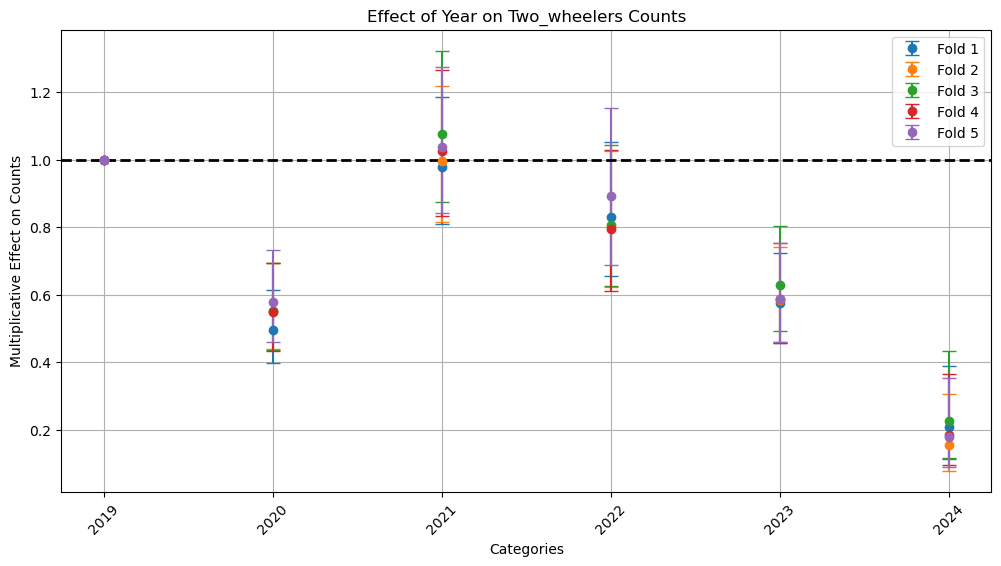 Effect of Year on Two_wheelers Counts
Multiplicative Effect on Counts
1.2
1.0
0.8
0.6
0.4
0.2
Fold 1
Fold 2
Fold 3
Fold 4
Fold 5
2019
2020
2021
2022
2023
2024
Categories